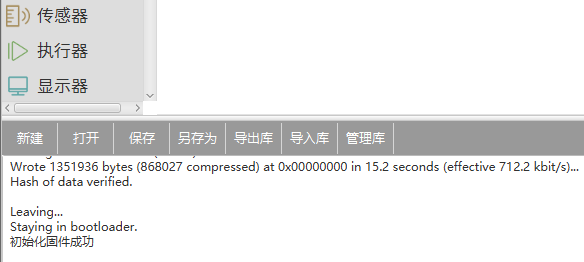 传感器
执行器
显示器
新建 打开 保存 另存为 导出库 导入库 管理库
Wrote 1351936 bytes (868027 compressed) at 0x00000000 in 15.2 seconds (effective 712.2 kbit/s)...
Hash of data verified.
Leaving...
Staying in bootloader.
初始化固件成功